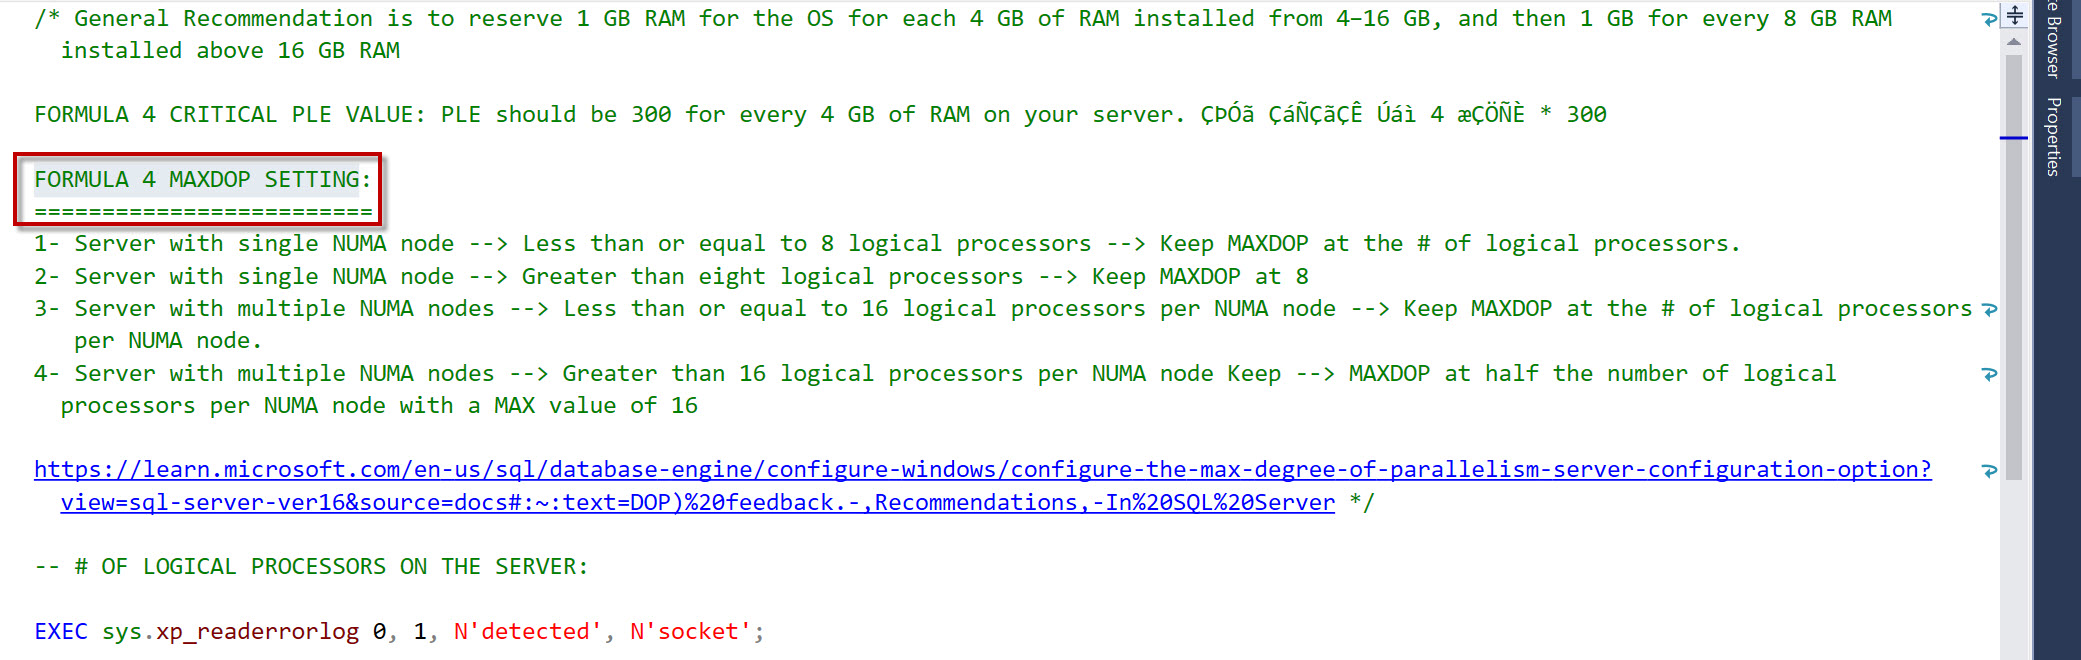 /* General Recommendation is to reserve 1 GB RAM for the OS for each 4 GB of RAM installed from 4–16 GB, and then 1 GB for every 8 GB RAM
installed above 16 GB RAM
FORMULA 4 CRITICAL PLE VALUE: PLE should be 300 for every 4 GB of RAM on your server. ÇÞÓã ÇáÑÇãÇÊ Úáì 4 æÇÖÑÈ * 300
FORMULA 4 MAXDOP SETTING:
=========================
1- Server with single NUMA node --> Less than or equal to 8 logical processors --> Keep MAXDOP at the # of logical processors.
2- Server with single NUMA node --> Greater than eight logical processors --> Keep MAXDOP at 8
3- Server with multiple NUMA nodes --> Less than or equal to 16 logical processors per NUMA node --> Keep MAXDOP at the # of logical processors
per NUMA node.
4- Server with multiple NUMA nodes --> Greater than 16 logical processors per NUMA node Keep --> MAXDOP at half the number of logical
processors per NUMA node with a MAX value of 16
https://learn.microsoft.com/en-us/sql/database-engine/configure-windows/configure-the-max-degree-of-parallelism-server-configuration-option?
view=sql-server-ver16&source=docs#:~:text=DOP)%20feedback.-,Recommendations,-In%20SQL%20Server */
-- # OF LOGICAL PROCESSORS ON THE SERVER:
EXEC sys.xp_readerrorlog 0, 1, N'detected', N'socket';
Browser
Properties